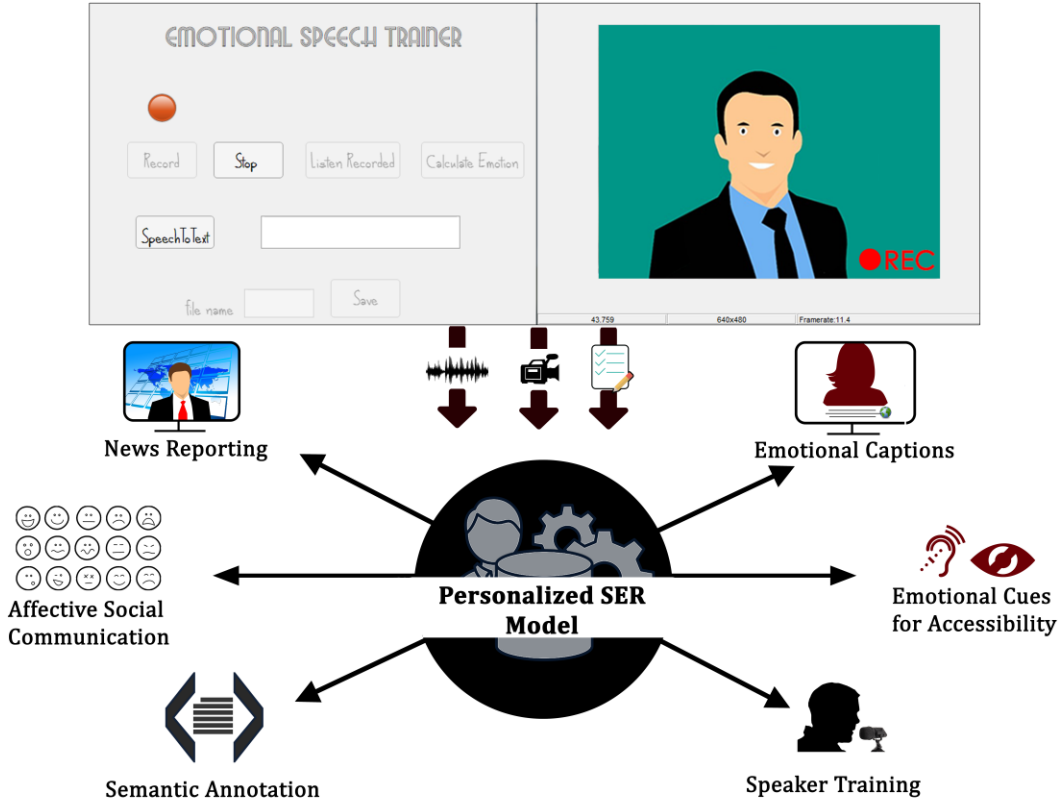 EMOTIONAL SPEECH TRAINER
Record
Stop
Listen Recorded
Calculate Emotion
SpeechToText
file name
Save
REC
43.759
640x480
Framerate:11.4
News Reporting
Emotional Captions
Affective Social
Communication
Personalized SER
Model
Emotional Cues
for Accessibility
Semantic Annotation
Speaker Training